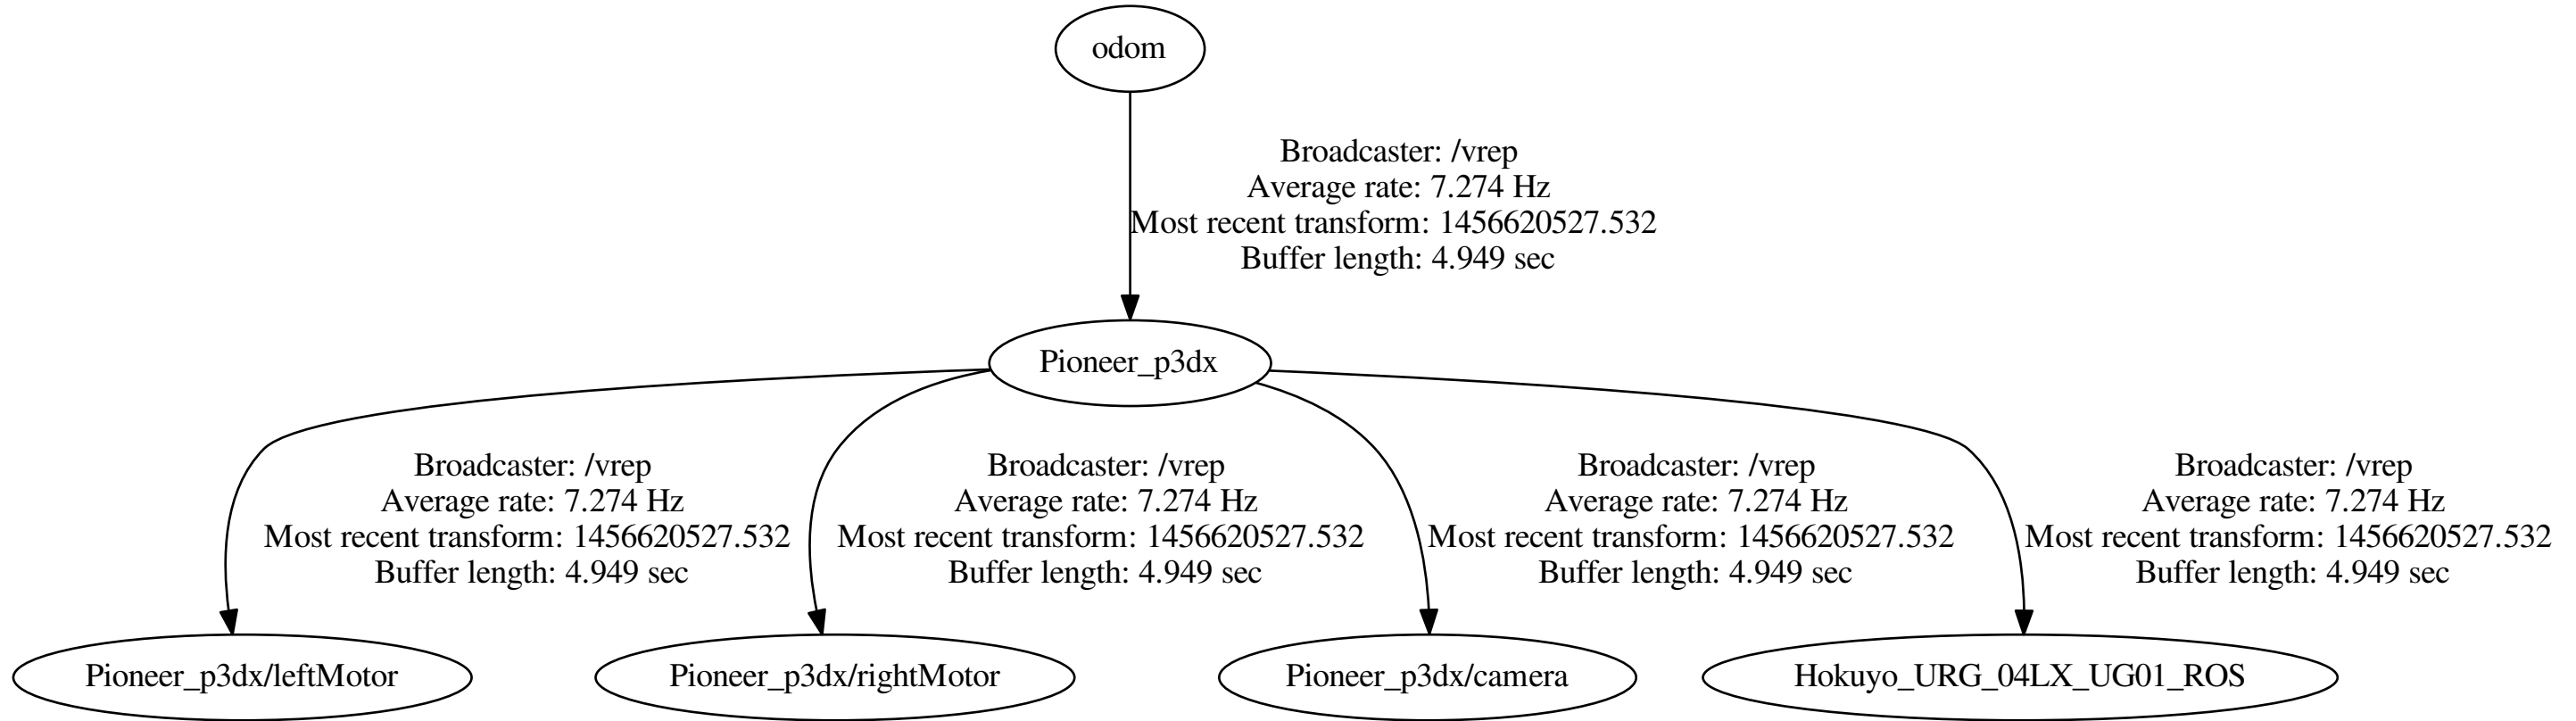 odom
Broadcaster: /vrep
Average rate: 7.274 Hz
Most recent transform: 1456620527.532
Buffer length: 4.949 sec
Pioneer_p3dx
Broadcaster: /vrep
Average rate: 7.274 Hz
Most recent transform: 1456620527.532
Buffer length: 4.949 sec
Broadcaster: /vrep
Average rate: 7.274 Hz
Most recent transform: 1456620527.532
Buffer length: 4.949 sec
Broadcaster: /vrep
Average rate: 7.274 Hz
Most recent transform: 1456620527.532
Buffer length: 4.949 sec
Broadcaster: /vrep
Average rate: 7.274 Hz
Most recent transform: 1456620527.532
Buffer length: 4.949 sec
Pioneer_p3dx/leftMotor
Pioneer_p3dx/rightMotor
Pioneer_p3dx/camera
Hokuyo_URG_04LX_UG01_ROS